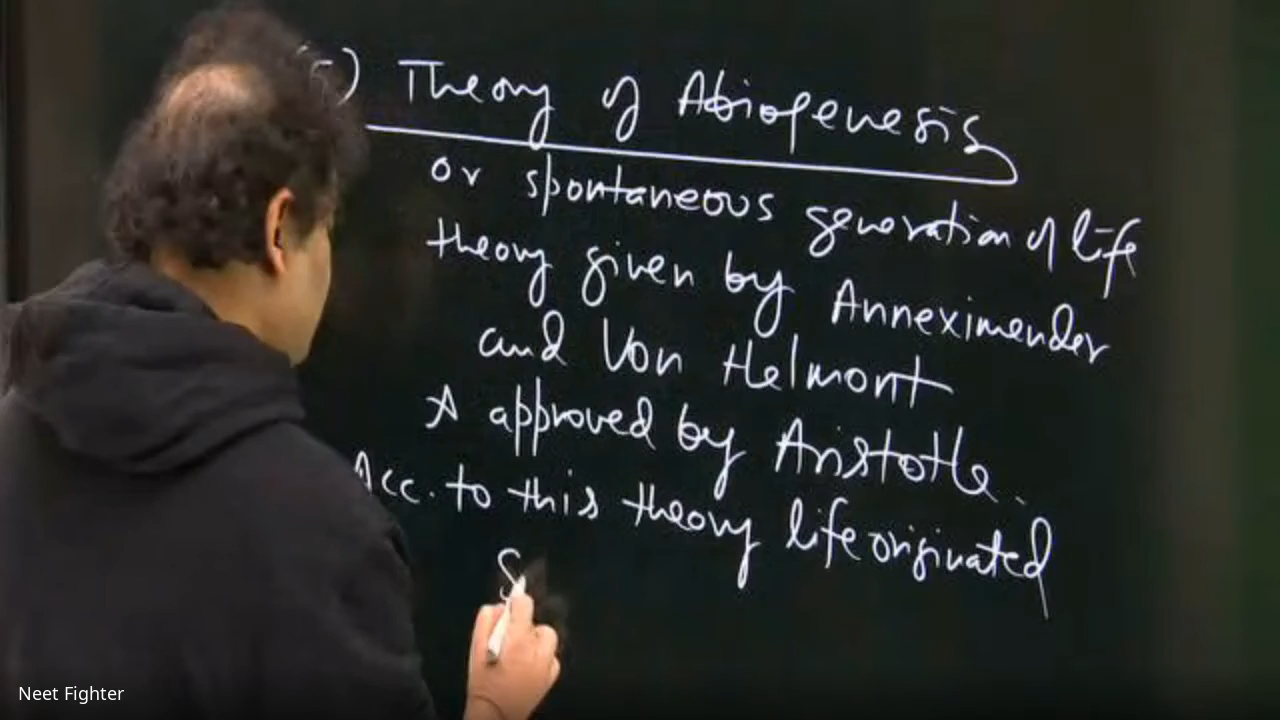 5) Theory of Abiogenesis
or spontaneous generation of life
theory given by Anneximender
and Von Helmont
& approved by Aristotle.
Acc. to this theory life originated
S
Neet Fighter